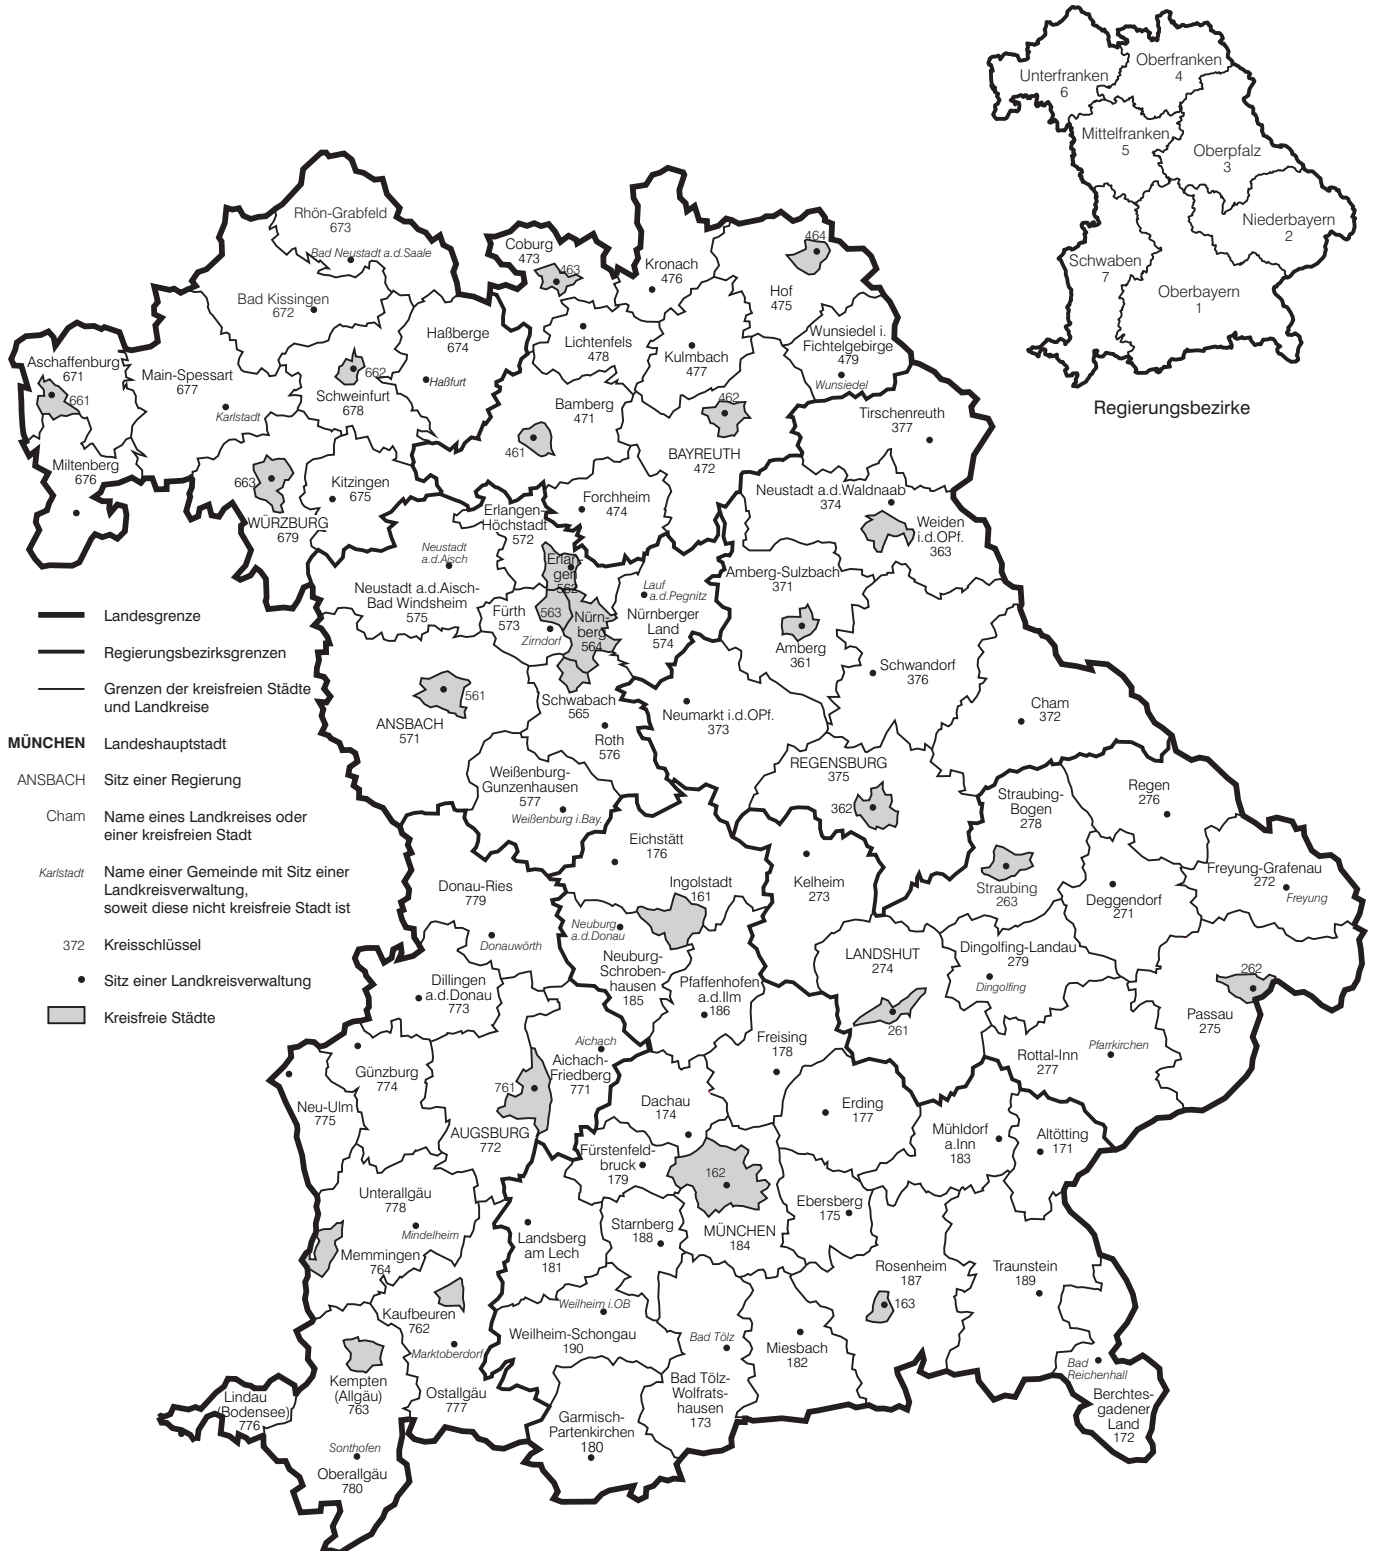 Oberfranken
4
Unterfranken
6
Mittelfranken
5
Oberpfalz
3
Niederbayern
2
Schwaben
7
Oberbayern
1
Regierungsbezirke
Rhön-Grabfeld
673
Bad Neustadt a.d.Saale
Coburg
473
463
Kronach
476
464
Hof
475
Bad Kissingen
672
Haßberge
674
Haßfurt
Lichtenfels
478
Kulmbach
477
Wunsiedel i.
Fichtelgebirge
479
Wunsiedel
Aschaffenburg
671
661
Main-Spessart
677
Karlstadt
662
Schweinfurt
678
Bamberg
471
461
462
BAYREUTH
472
Tirschenreuth
377
Miltenberg
676
663
WÜRZBURG
679
Kitzingen
675
Forchheim
474
Erlangen-
Höchstadt
572
Neustadt a.d.Waldnaab
374
Weiden
i.d.OPf.
363
Neustadt
a.d.Aisch
Neustadt a.d.Aisch-
Bad Windsheim
575
Erlan-
gen
562
Fürth
573
563
Zirndorf
Nürn-
berg
564
Lauf
a.d.Pegnitz
Nürnberger
Land
574
Amberg-Sulzbach
371
Amberg
361
Schwandorf
376
Cham
372
561
ANSBACH
571
Schwabach
565
Roth
576
Neumarkt i.d.OPf.
373
REGENSBURG
375
362
Weißenburg-
Gunzenhausen
577
Weißenburg i.Bay.
Straubing-
Bogen
278
Straubing
263
Regen
276
Freyung-Grafenau
272
Freyung
Deggendorf
271
Landesgrenze
Regierungsbezirksgrenzen
Grenzen der kreisfreien Städte
und Landkreise
MÜNCHEN Landeshauptstadt
ANSBACH Sitz einer Regierung
Cham Name eines Landkreises oder
einer kreisfreien Stadt
Karlstadt Name einer Gemeinde mit Sitz einer
Landkreisverwaltung,
soweit diese nicht kreisfreie Stadt ist
372 Kreisschlüssel
Sitz einer Landkreisverwaltung
Kreisfreie Städte
Eichstätt
176
Ingolstadt
161
Kelheim
273
Donau-Ries
779
Donauwörth
Neuburg
a.d.Donau
Neuburg-
Schroben-
hausen
185
Pfaffenhofen
a.d.Ilm
186
LANDSHUT
274
261
Dingolfing-Landau
279
Dingolfing
262
Passau
275
Rottal-Inn
277
Pfarrkirchen
Dillingen
a.d.Donau
773
Aichach
Aichach-
Friedberg
771
Freising
178
Günzburg
774
761
AUGSBURG
772
Neu-Ulm
775
Dachau
174
Erding
177
Mühldorf
a.Inn
183
Altötting
171
Fürstenfeld-
bruck
179
162
MÜNCHEN
184
Ebersberg
175
Unterallgäu
778
Mindelheim
Memmingen
764
Landsberg
am Lech
181
Starnberg
188
Rosenheim
187
163
Traunstein
189
Kaufbeuren
762
Marktoberdorf
Weilheim i.OB
Weilheim-Schongau
190
Bad Tölz
Bad Tölz-
Wolfrats-
hausen
173
Miesbach
182
Bad
Reichenhall
Berchtes-
gadener
Land
172
Kempten
(Allgäu)
763
Ostallgäu
777
Lindau
(Bodensee)
776
Garmisch-
Partenkirchen
180
Sonthofen
Oberallgäu
780